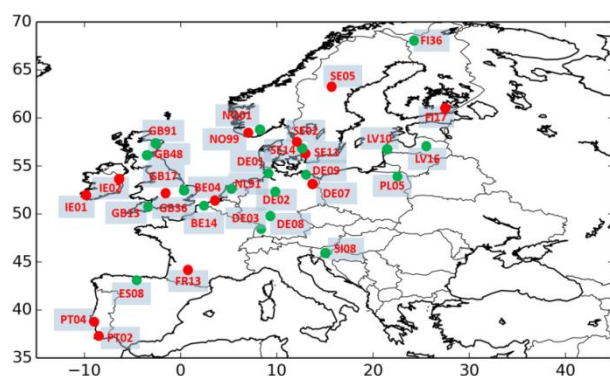 70
65
60
55
50
45
40
35
FI36
SE05
FI17
NO01
NO99
SE02
SE14
SE13
GB91
GB48
LV10
LV16
DE01
DE09
PL05
GB17
IE02
IE01
BE04
NL91
DE02
DE07
GB13
GB36
BE14
DE03
DE08
SI08
FR13
ES08
PT04
PT02
−10
0
10
20
30
40